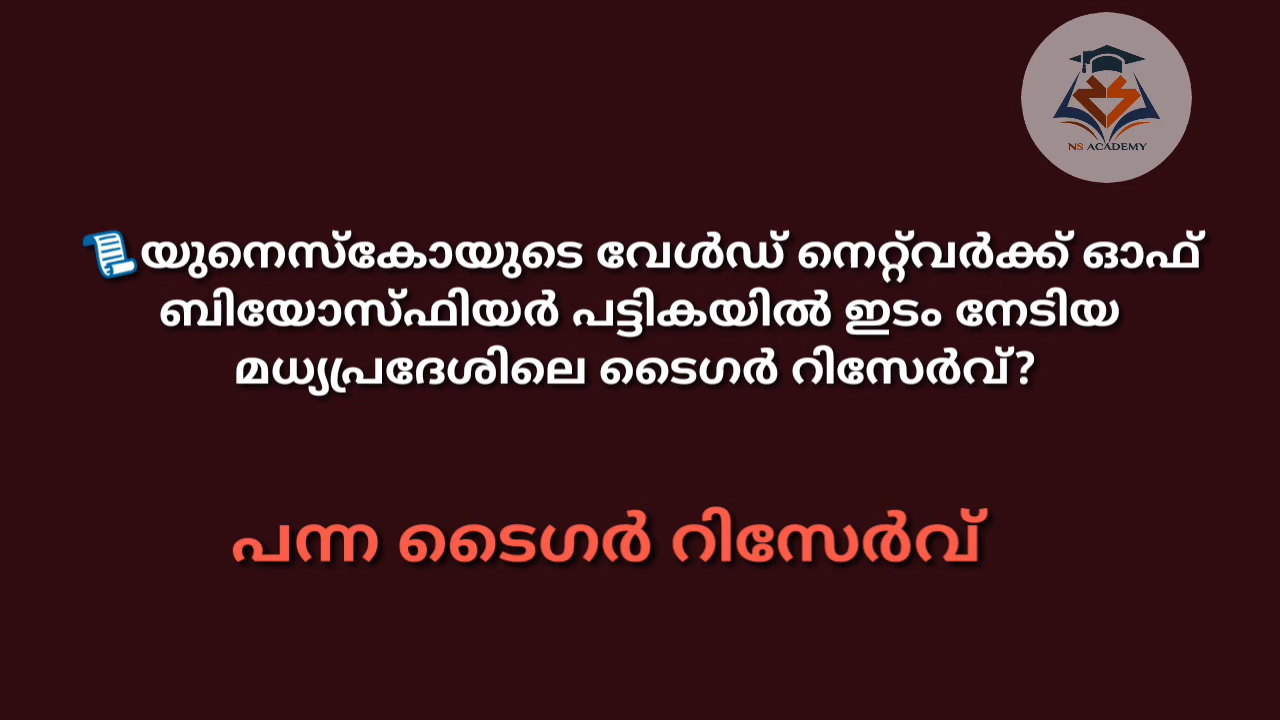 NS ACADEMY
📜യുനെസ്കോയുടെ വേൾഡ് നെറ്റ്‌വർക്ക് ഓഫ്
ബിയോസ്ഫിയർ പട്ടികയിൽ ഇടം നേടിയ
മധ്യപ്രദേശിലെ ടൈഗർ റിസേർവ്?
പന്ന ടൈഗർ റിസേർവ്